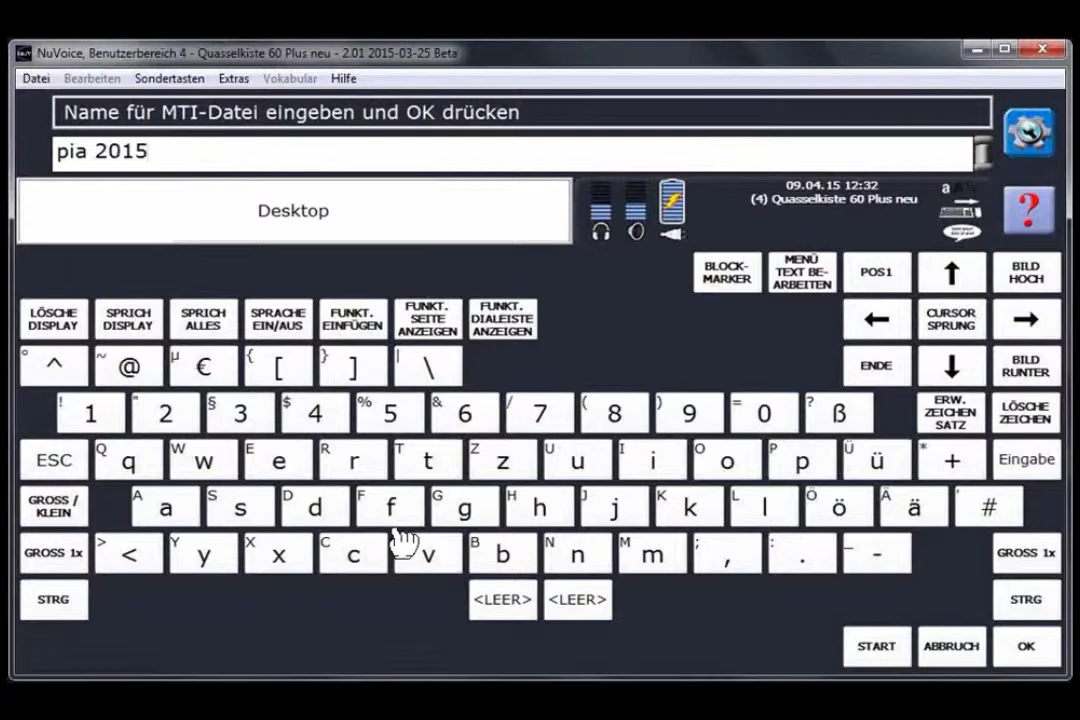 NuVoice, Benutzerbereich 4 - Quasselkiste 60 Plus neu - 2.01 2015-03-25 Beta
Datei Bearbeiten Sondertasten Extras Vokabular Hilfe
Name für MTI-Datei eingeben und OK drücken
pia 2015
Desktop
09.04.15 12:32
(4) Quasselkiste 60 Plus neu
a
?
BLOCK-
MARKER
MENÜ
TEXT BE-
ARBEITEN
POS1
↑
BILD
HOCH
LÖSCHE
DISPLAY
SPRICH
DISPLAY
SPRICH
ALLES
SPRACHE
EIN/AUS
FUNKT.
EINFÜGEN
FUNKT.
SEITE
ANZEIGEN
FUNKT.
DIALEISTE
ANZEIGEN
←
CURSOR
SPRUNG
→
° ^ ~ @ µ € { [ } ] | \
ENDE
↓
BILD
RUNTER
! 1 " 2 § 3 $ 4 % 5 & 6 / 7 ( 8 ) 9 = 0 ? ß
ERW.
ZEICHEN
SATZ
LÖSCHE
ZEICHEN
ESC Q q W w E e R r T t Z z U u I i O o P p Ü ü * + Eingabe
GROSS /
KLEIN
A a S s D d F f G g H h J j K k L l Ö ö Ä ä ' #
GROSS 1x > < Y y X x C c v B b N n M m ; , : . _ - GROSS 1x
STRG <LEER> <LEER> STRG
START ABBRUCH OK